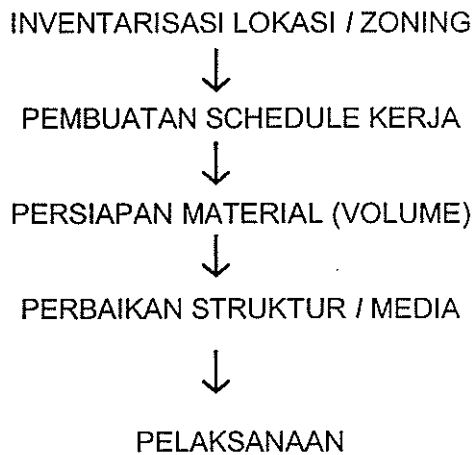 INVENTARISASI LOKASI / ZONING
PEMBUATAN SCHEDULE KERJA
PERSIAPAN MATERIAL (VOLUME)
PERBAIKAN STRUKTUR / MEDIA
PELAKSANAAN